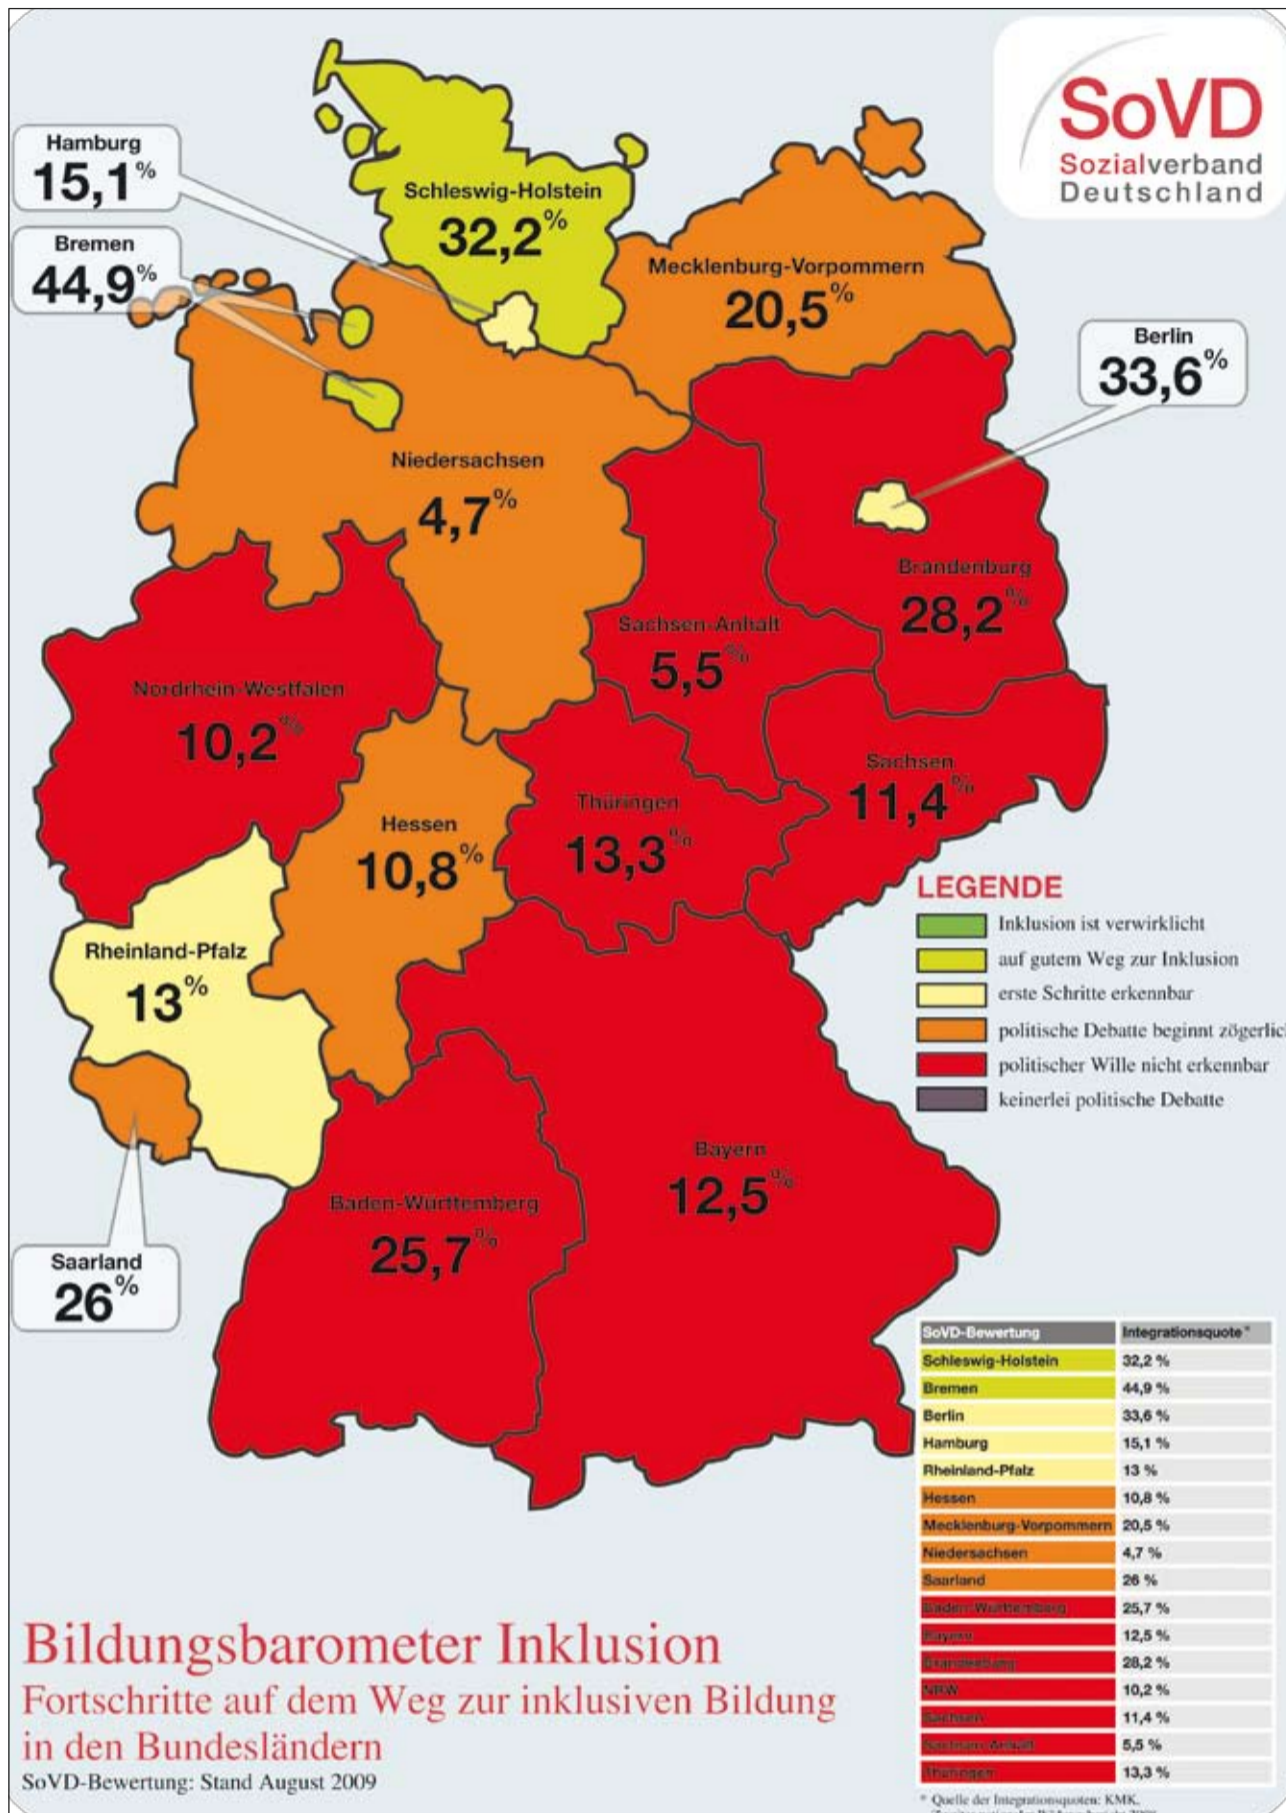 SoVD
Sozialverband
Deutschland
Hamburg
15,1%
Bremen
44,9%
Schleswig-Holstein
32,2%
Mecklenburg-Vorpommern
20,5%
Berlin
33,6%
Niedersachsen
4,7%
Brandenburg
28,2%
Sachsen-Anhalt
5,5%
Nordrhein-Westfalen
10,2%
Sachsen
11,4%
Thüringen
13,3%
Hessen
10,8%
Rheinland-Pfalz
13%
Bayern
12,5%
Baden-Württemberg
25,7%
Saarland
26%
LEGENDE
Inklusion ist verwirklicht
auf gutem Weg zur Inklusion
erste Schritte erkennbar
politische Debatte beginnt zögerlic
politischer Wille nicht erkennbar
keinerlei politische Debatte
SoVD-Bewertung Integrationsquote*
Schleswig-Holstein 32,2 %
Bremen 44,9 %
Berlin 33,6 %
Hamburg 15,1 %
Rheinland-Pfalz 13 %
Hessen 10,8 %
Mecklenburg-Vorpommern 20,5 %
Niedersachsen 4,7 %
Saarland 26 %
Baden-Württemberg 25,7 %
Bayern 12,5 %
Brandenburg 28,2 %
NRW 10,2 %
Sachsen 11,4 %
Sachsen-Anhalt 5,5 %
Thüringen 13,3 %
* Quelle der Integrationsquoten: KMK,
Bildungsbarometer Inklusion
Fortschritte auf dem Weg zur inklusiven Bildung
in den Bundesländern
SoVD-Bewertung: Stand August 2009